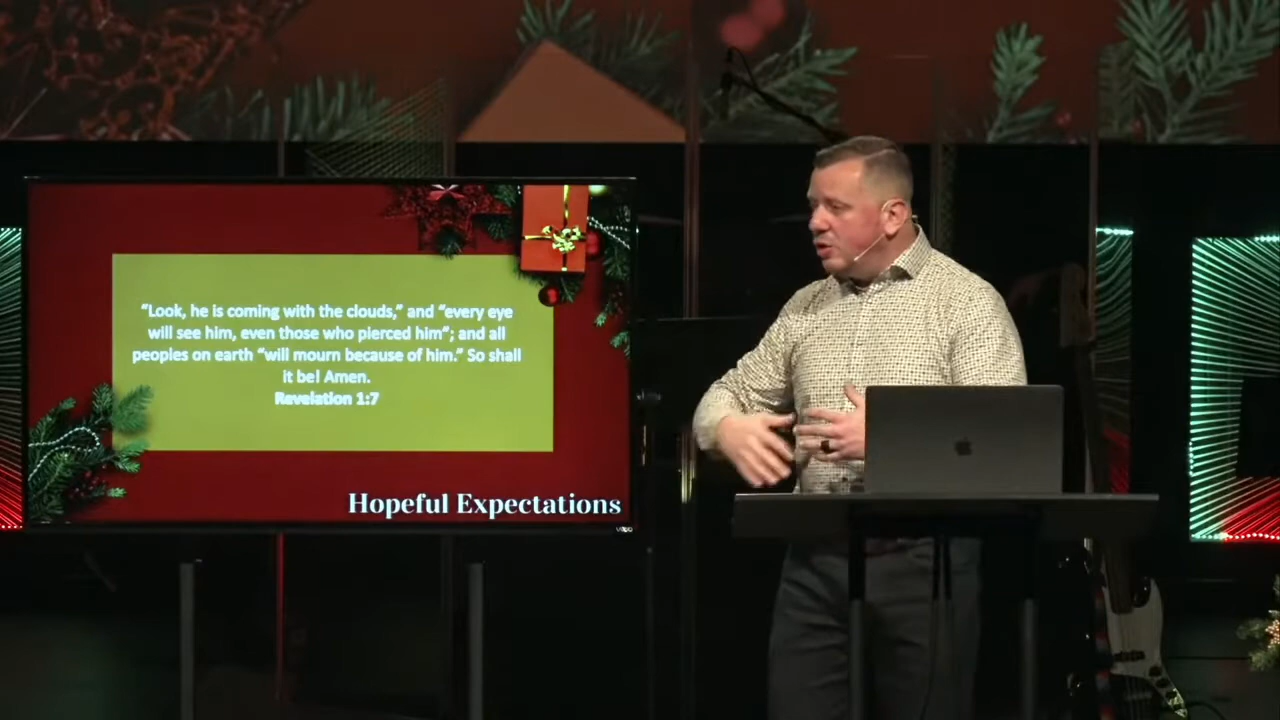 “Look, he is coming with the clouds,” and “every eye
will see him, even those who pierced him”; and all
peoples on earth “will mourn because of him.” So shall
it be! Amen.
Revelation 1:7
Hopeful Expectations